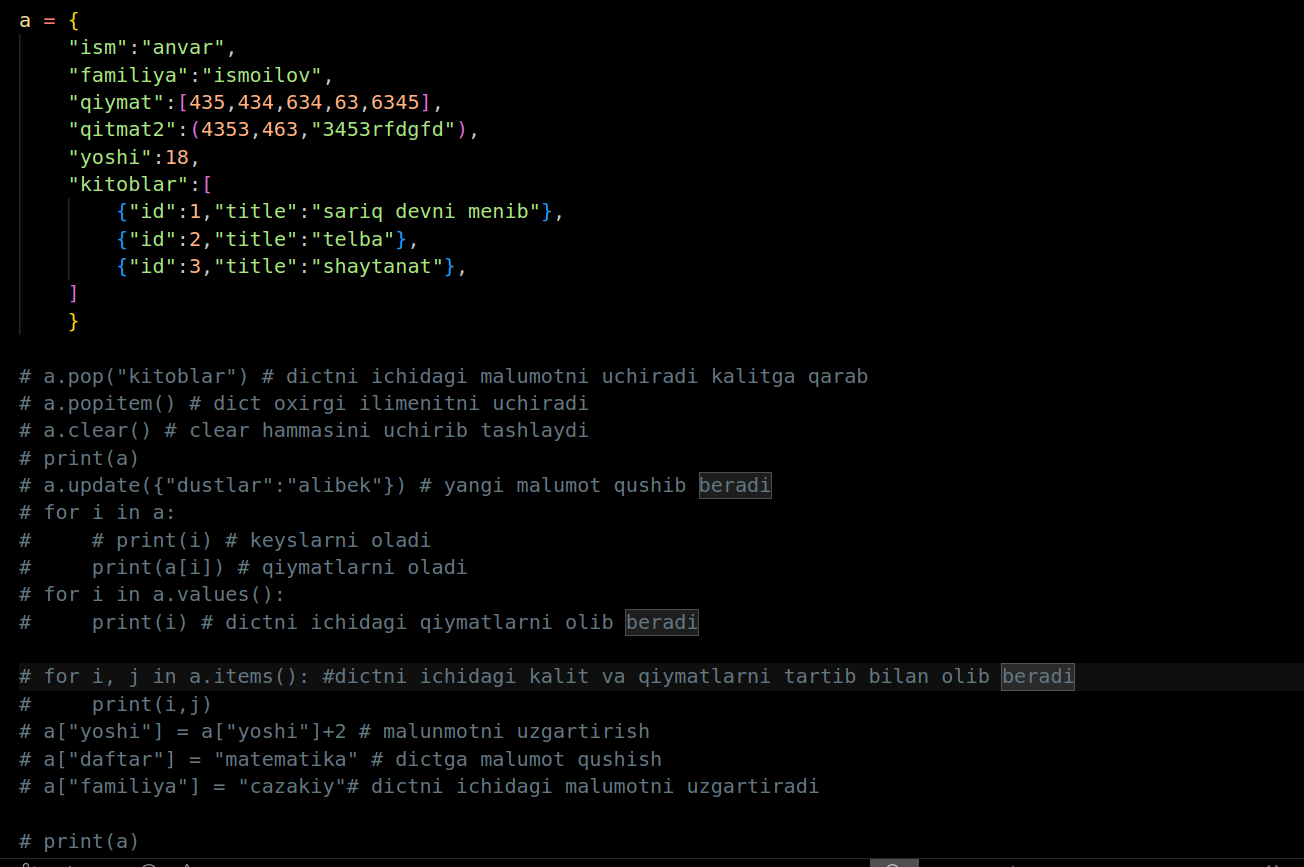 a = {
    "ism":"anvar",
    "familiya":"ismoilov",
    "qiymat":[435,434,634,63,6345],
    "qitmat2":(4353,463,"3453rfdgfd"),
    "yoshi":18,
    "kitoblar":[
        {"id":1,"title":"sariq devni menib"},
        {"id":2,"title":"telba"},
        {"id":3,"title":"shaytanat"},
    ]
    }

# a.pop("kitoblar") # dictni ichidagi malumotni uchiradi kalitga qarab
# a.popitem() # dict oxirgi ilimenitni uchiradi
# a.clear() # clear hammasini uchirib tashlaydi
# print(a)
# a.update({"dustlar":"alibek"}) # yangi malumot qushib beradi
# for i in a:
#     # print(i) # keyslarni oladi
#     print(a[i]) # qiymatlarni oladi
# for i in a.values():
#     print(i) # dictni ichidagi qiymatlarni olib beradi

# for i, j in a.items(): #dictni ichidagi kalit va qiymatlarni tartib bilan olib beradi
#     print(i,j)
# a["yoshi"] = a["yoshi"]+2 # malunmotni uzgartirish
# a["daftar"] = "matematika" # dictga malumot qushish
# a["familiya"] = "cazakiy"# dictni ichidagi malumotni uzgartiradi

# print(a)